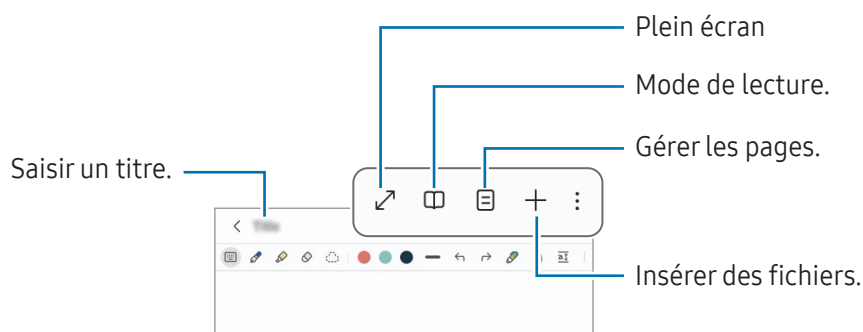 Plein écran
Mode de lecture.
Gérer les pages.
Saisir un titre.
Insérer des fichiers.